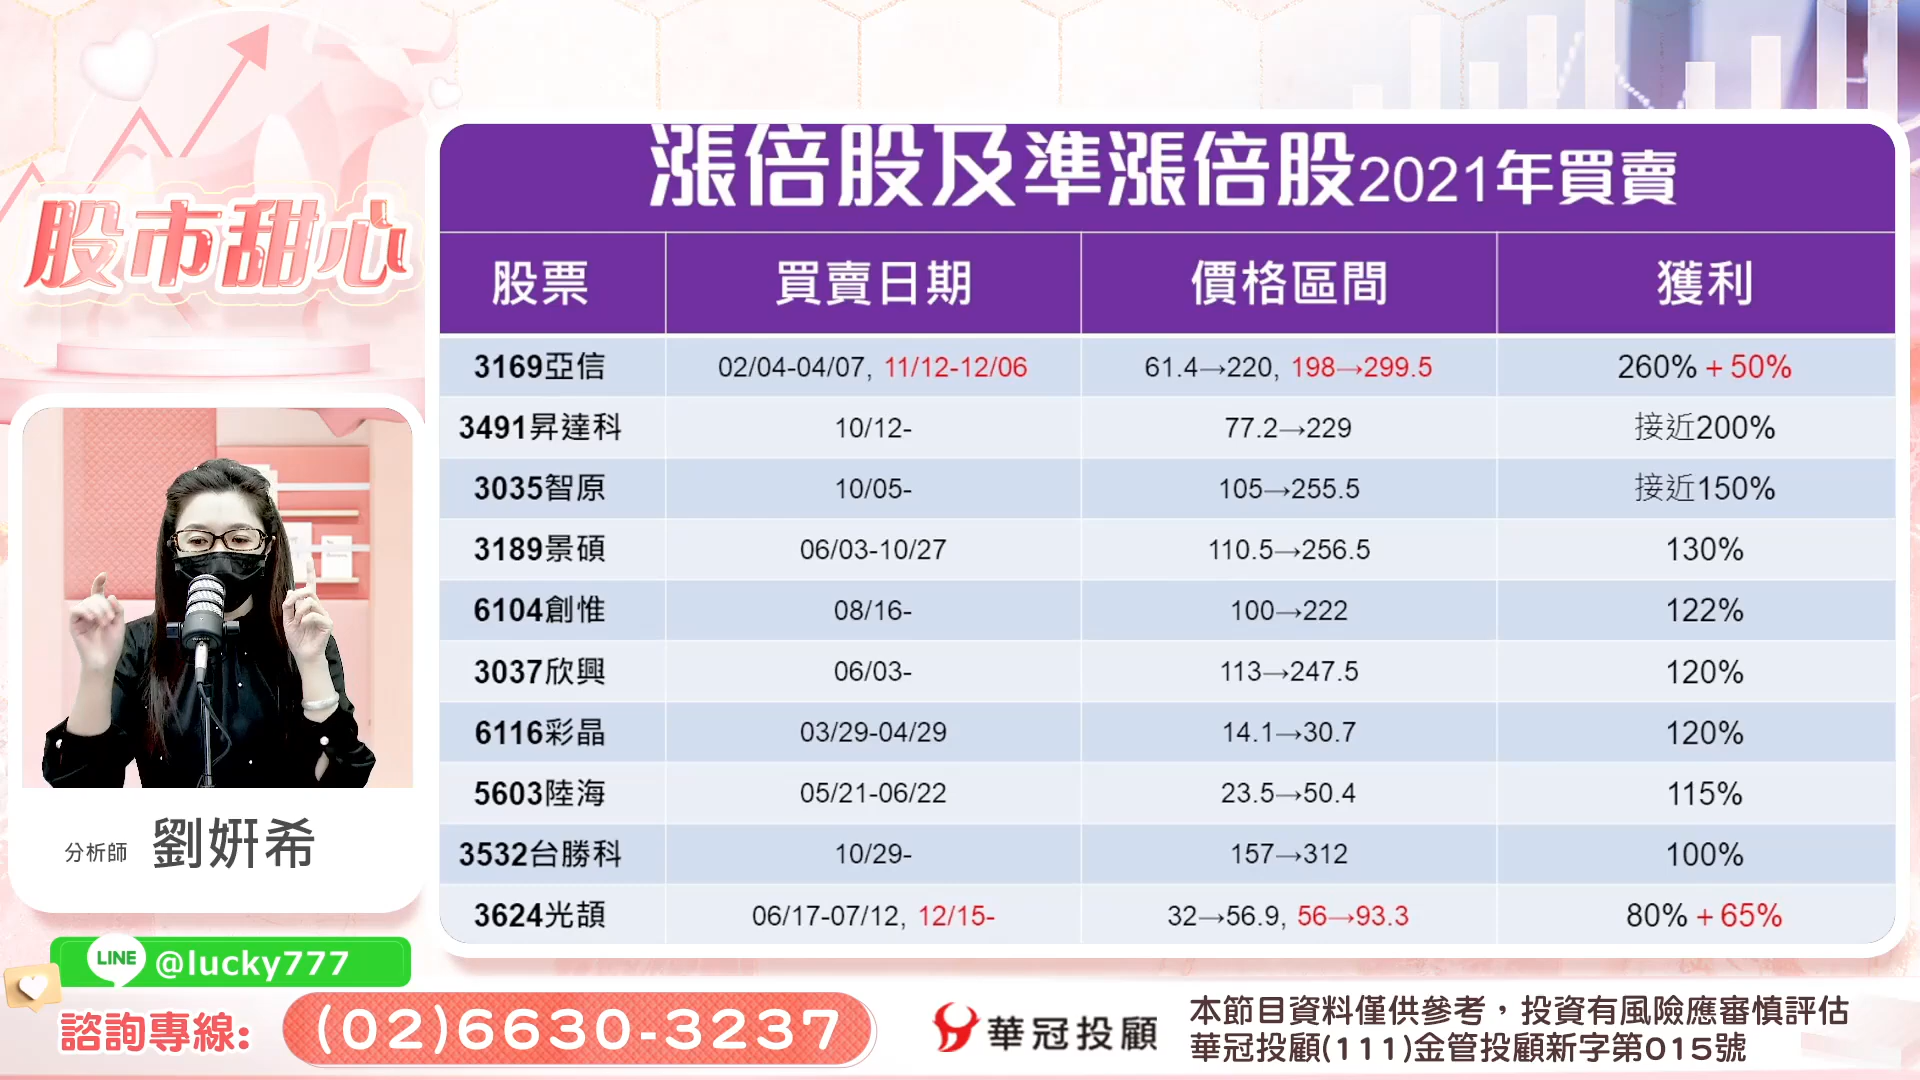 股市甜心
漲倍股及準漲倍股2021年買賣
股票 買賣日期 價格區間 獲利
3169亞信 02/04-04/07, 11/12-12/06 61.4→220, 198→299.5 260%+50%
3491昇達科 10/12- 77.2→229 接近200%
3035智原 10/05- 105→255.5 接近150%
3189景碩 06/03-10/27 110.5→256.5 130%
6104創惟 08/16- 100→222 122%
3037欣興 06/03- 113→247.5 120%
6116彩晶 03/29-04/29 14.1→30.7 120%
5603陸海 05/21-06/22 23.5→50.4 115%
3532台勝科 10/29- 157→312 100%
3624光頡 06/17-07/12, 12/15- 32→56.9, 56→93.3 80%+65%
分析師 劉妍希
LINE @lucky777
諮詢專線: (02)6630-3237
華冠投顧
本節目資料僅供參考，投資有風險應審慎評估
華冠投顧(111)金管投顧新字第015號